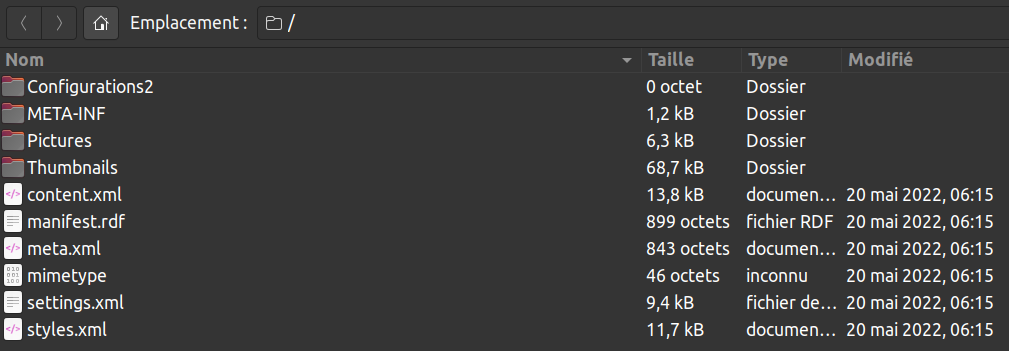 Emplacement : /
Nom Taille Type Modifié
Configurations2 0 octet Dossier
META-INF 1,2 kB Dossier
Pictures 6,3 kB Dossier
Thumbnails 68,7 kB Dossier
content.xml 13,8 kB documen… 20 mai 2022, 06:15
manifest.rdf 899 octets fichier RDF 20 mai 2022, 06:15
meta.xml 843 octets documen… 20 mai 2022, 06:15
mimetype 46 octets inconnu 20 mai 2022, 06:15
settings.xml 9,4 kB fichier de… 20 mai 2022, 06:15
styles.xml 11,7 kB documen… 20 mai 2022, 06:15